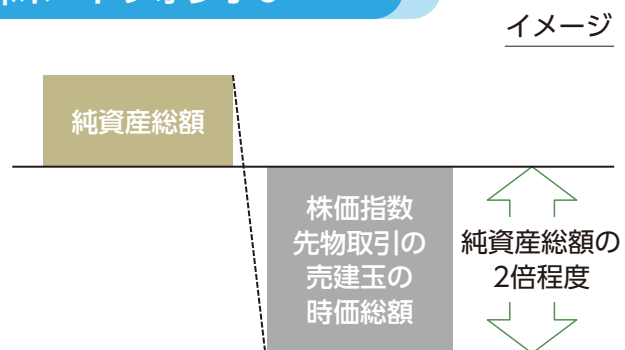 イメージ
純資産総額
株価指数
先物取引の
売建玉の
時価総額
純資産総額の
2倍程度